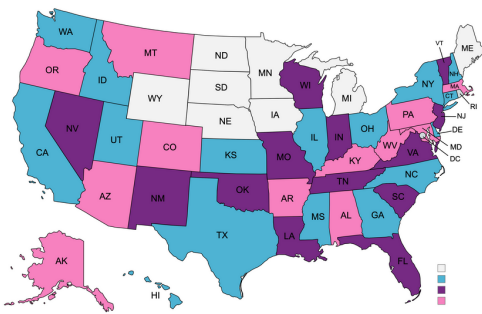 WA
OR
CA
NV
ID
MT
WY
UT
AZ
CO
NM
ND
SD
NE
KS
OK
TX
MN
IA
MO
AR
LA
WI
IL
MI
IN
OH
KY
TN
MS
AL
GA
FL
SC
NC
VA
WV
PA
NY
VT
NH
ME
MA
CT
RI
NJ
DE
MD
DC
AK
HI